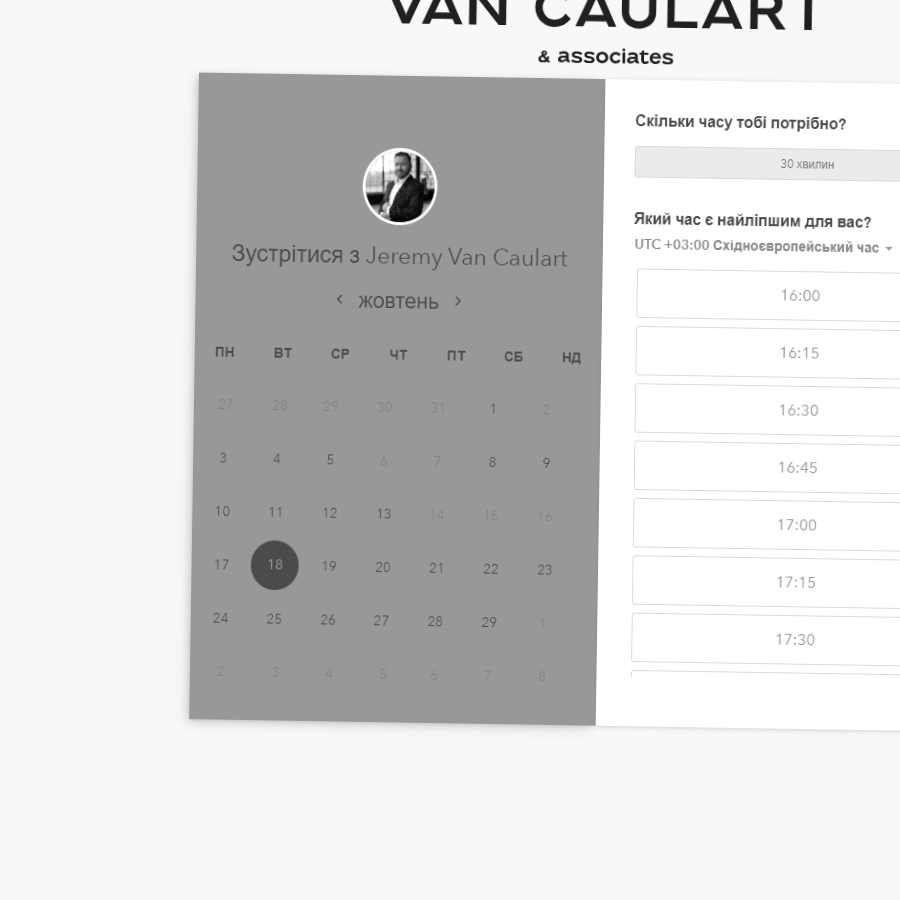 VAN CAULART
& associates
Зустрітися з Jeremy Van Caulart
жовтень
ПН ВТ СР ЧТ ПТ СБ НД
27 28 29 30 31 1 2
3 4 5 6 7 8 9
10 11 12 13 14 15 16
17 18 19 20 21 22 23
24 25 26 27 28 29 1
2 3 4 5 6 7 8
Скільки часу тобі потрібно?
30 хвилин
Який час є найліпшим для вас?
UTC +03:00 Східноєвропейський час
16:00
16:15
16:30
16:45
17:00
17:15
17:30